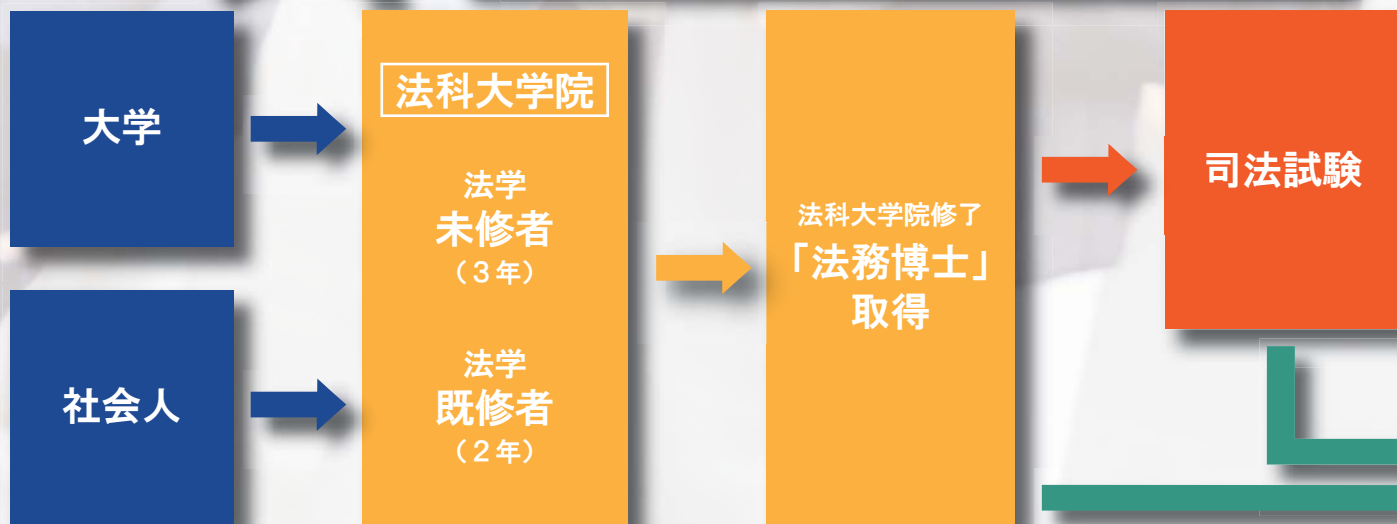 大学
社会人
法科大学院
法学
未修者
（３年）
法学
既修者
（２年）
法科大学院修了
「法務博士」
取得
司法試験